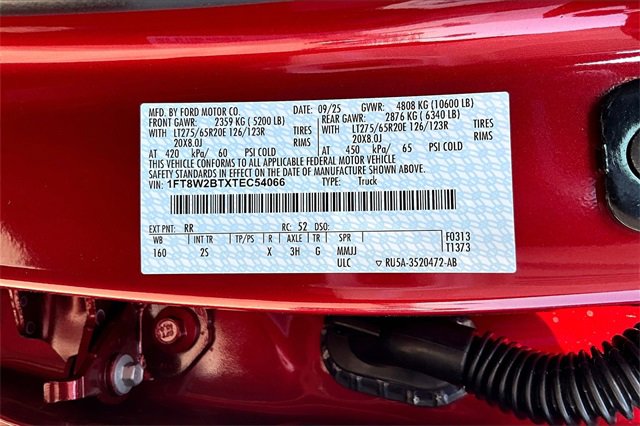 MFD. BY FORD MOTOR CO. DATE: 09/25 GVWR: 4808 KG (10600 LB)
FRONT GAWR: 2359 KG (5200 LB) REAR GAWR: 2876 KG (6340 LB)
WITH LT275/65R20E 126/123R TIRES WITH LT275/65R20E 126/123R TIRES
20X8.0J RIMS 20X8.0J RIMS
AT 420 kPa/ 60 PSI COLD AT 450 kPa/ 65 PSI COLD
THIS VEHICLE CONFORMS TO ALL APPLICABLE FEDERAL MOTOR VEHICLE
SAFETY STANDARDS IN EFFECT ON THE DATE OF MANUFACTURE SHOWN ABOVE.
VIN: 1FT8W2BTXTEC54066 TYPE: Truck
EXT PNT: RR RC: 52 DSO:
WB INT TR TP/PS R AXLE TR SPR F0313
160 2S X 3H G MMJJ T1373
ULC RU5A-3520472-AB